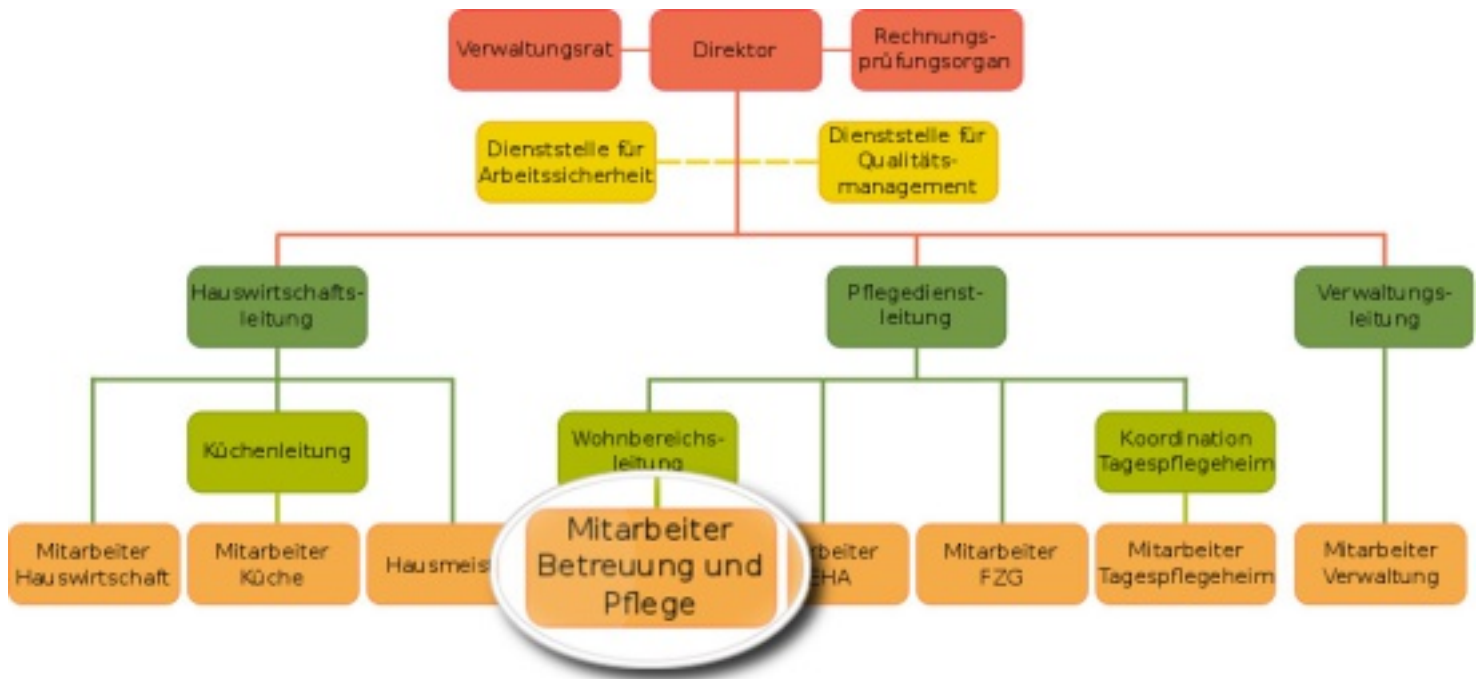 Verwaltungsrat
Direktor
Rechnungs-
prüfungsorgan
Dienststelle für
Arbeitssicherheit
Dienststelle für
Qualitäts-
management
Hauswirtschafts-
leitung
Pflegedienst-
leitung
Verwaltungs-
leitung
Küchenleitung
Wohnbereichs-
leitung
Koordination
Tagespflegeheim
Mitarbeiter
Hauswirtschaft
Mitarbeiter
Küche
Mitarbeiter
Betreuung und
Pflege
Mitarbeiter
FZG
Mitarbeiter
Tagespflegeheim
Mitarbeiter
Verwaltung